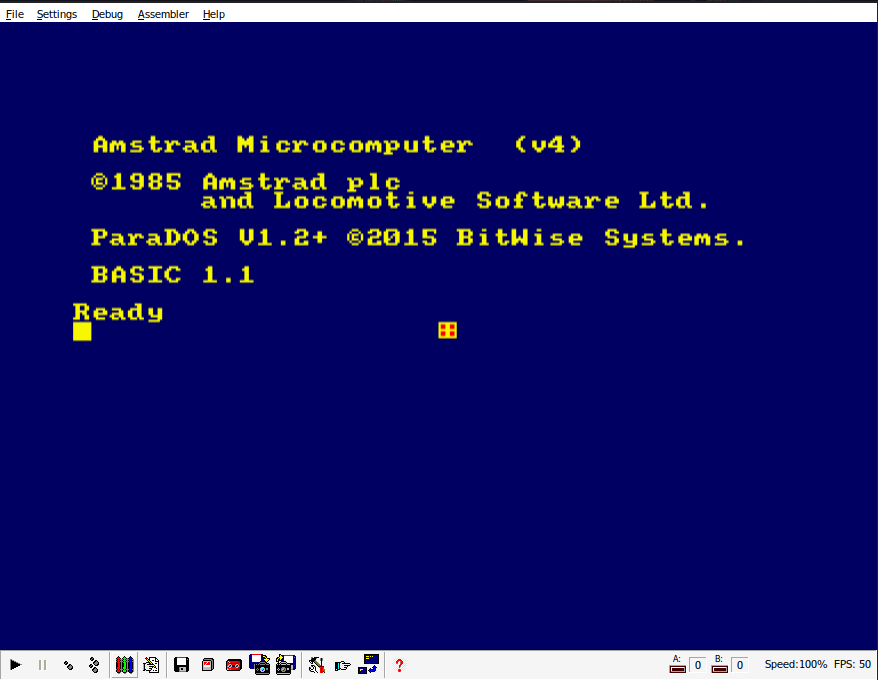 File Settings Debug Assembler Help
Amstrad Microcomputer (v4)
©1985 Amstrad plc
and Locomotive Software Ltd.
ParaDOS V1.2+ ©2015 BitWise Systems.
BASIC 1.1
Ready
A: 0 B: 0 Speed:100% FPS: 50